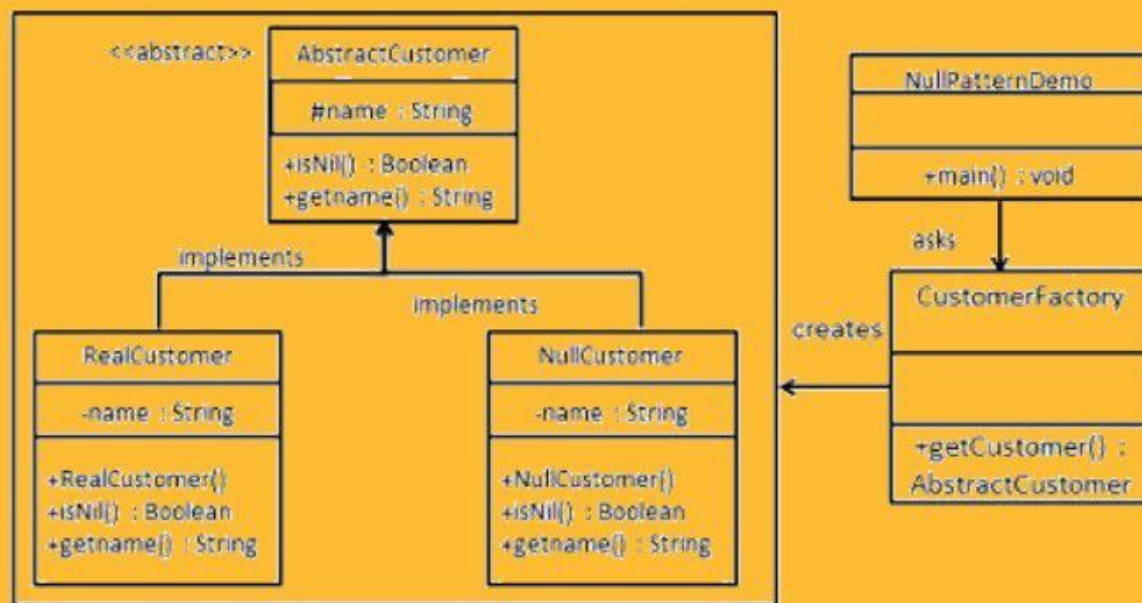 <<abstract>>
AbstractCustomer
#name : String
+isNil() : Boolean
+getname() : String
implements
implements
RealCustomer
-name : String
+RealCustomer()
+isNil() : Boolean
+getname() : String
NullCustomer
-name : String
+NullCustomer()
+isNil() : Boolean
+getname() : String
NullPatternDemo
+main() : void
asks
CustomerFactory
+getCustomer() :
AbstractCustomer
creates